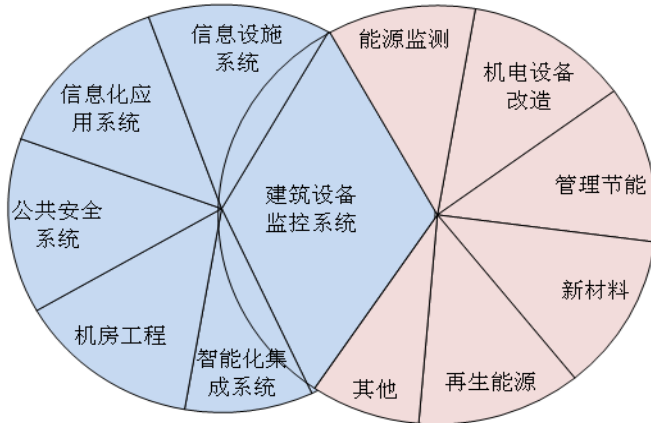 信息设施
系统
能源监测
机电设备
改造
信息化应
用系统
管理节能
公共安全
系统
建筑设备
监控系统
新材料
机房工程
智能化集
成系统
其他
再生能源